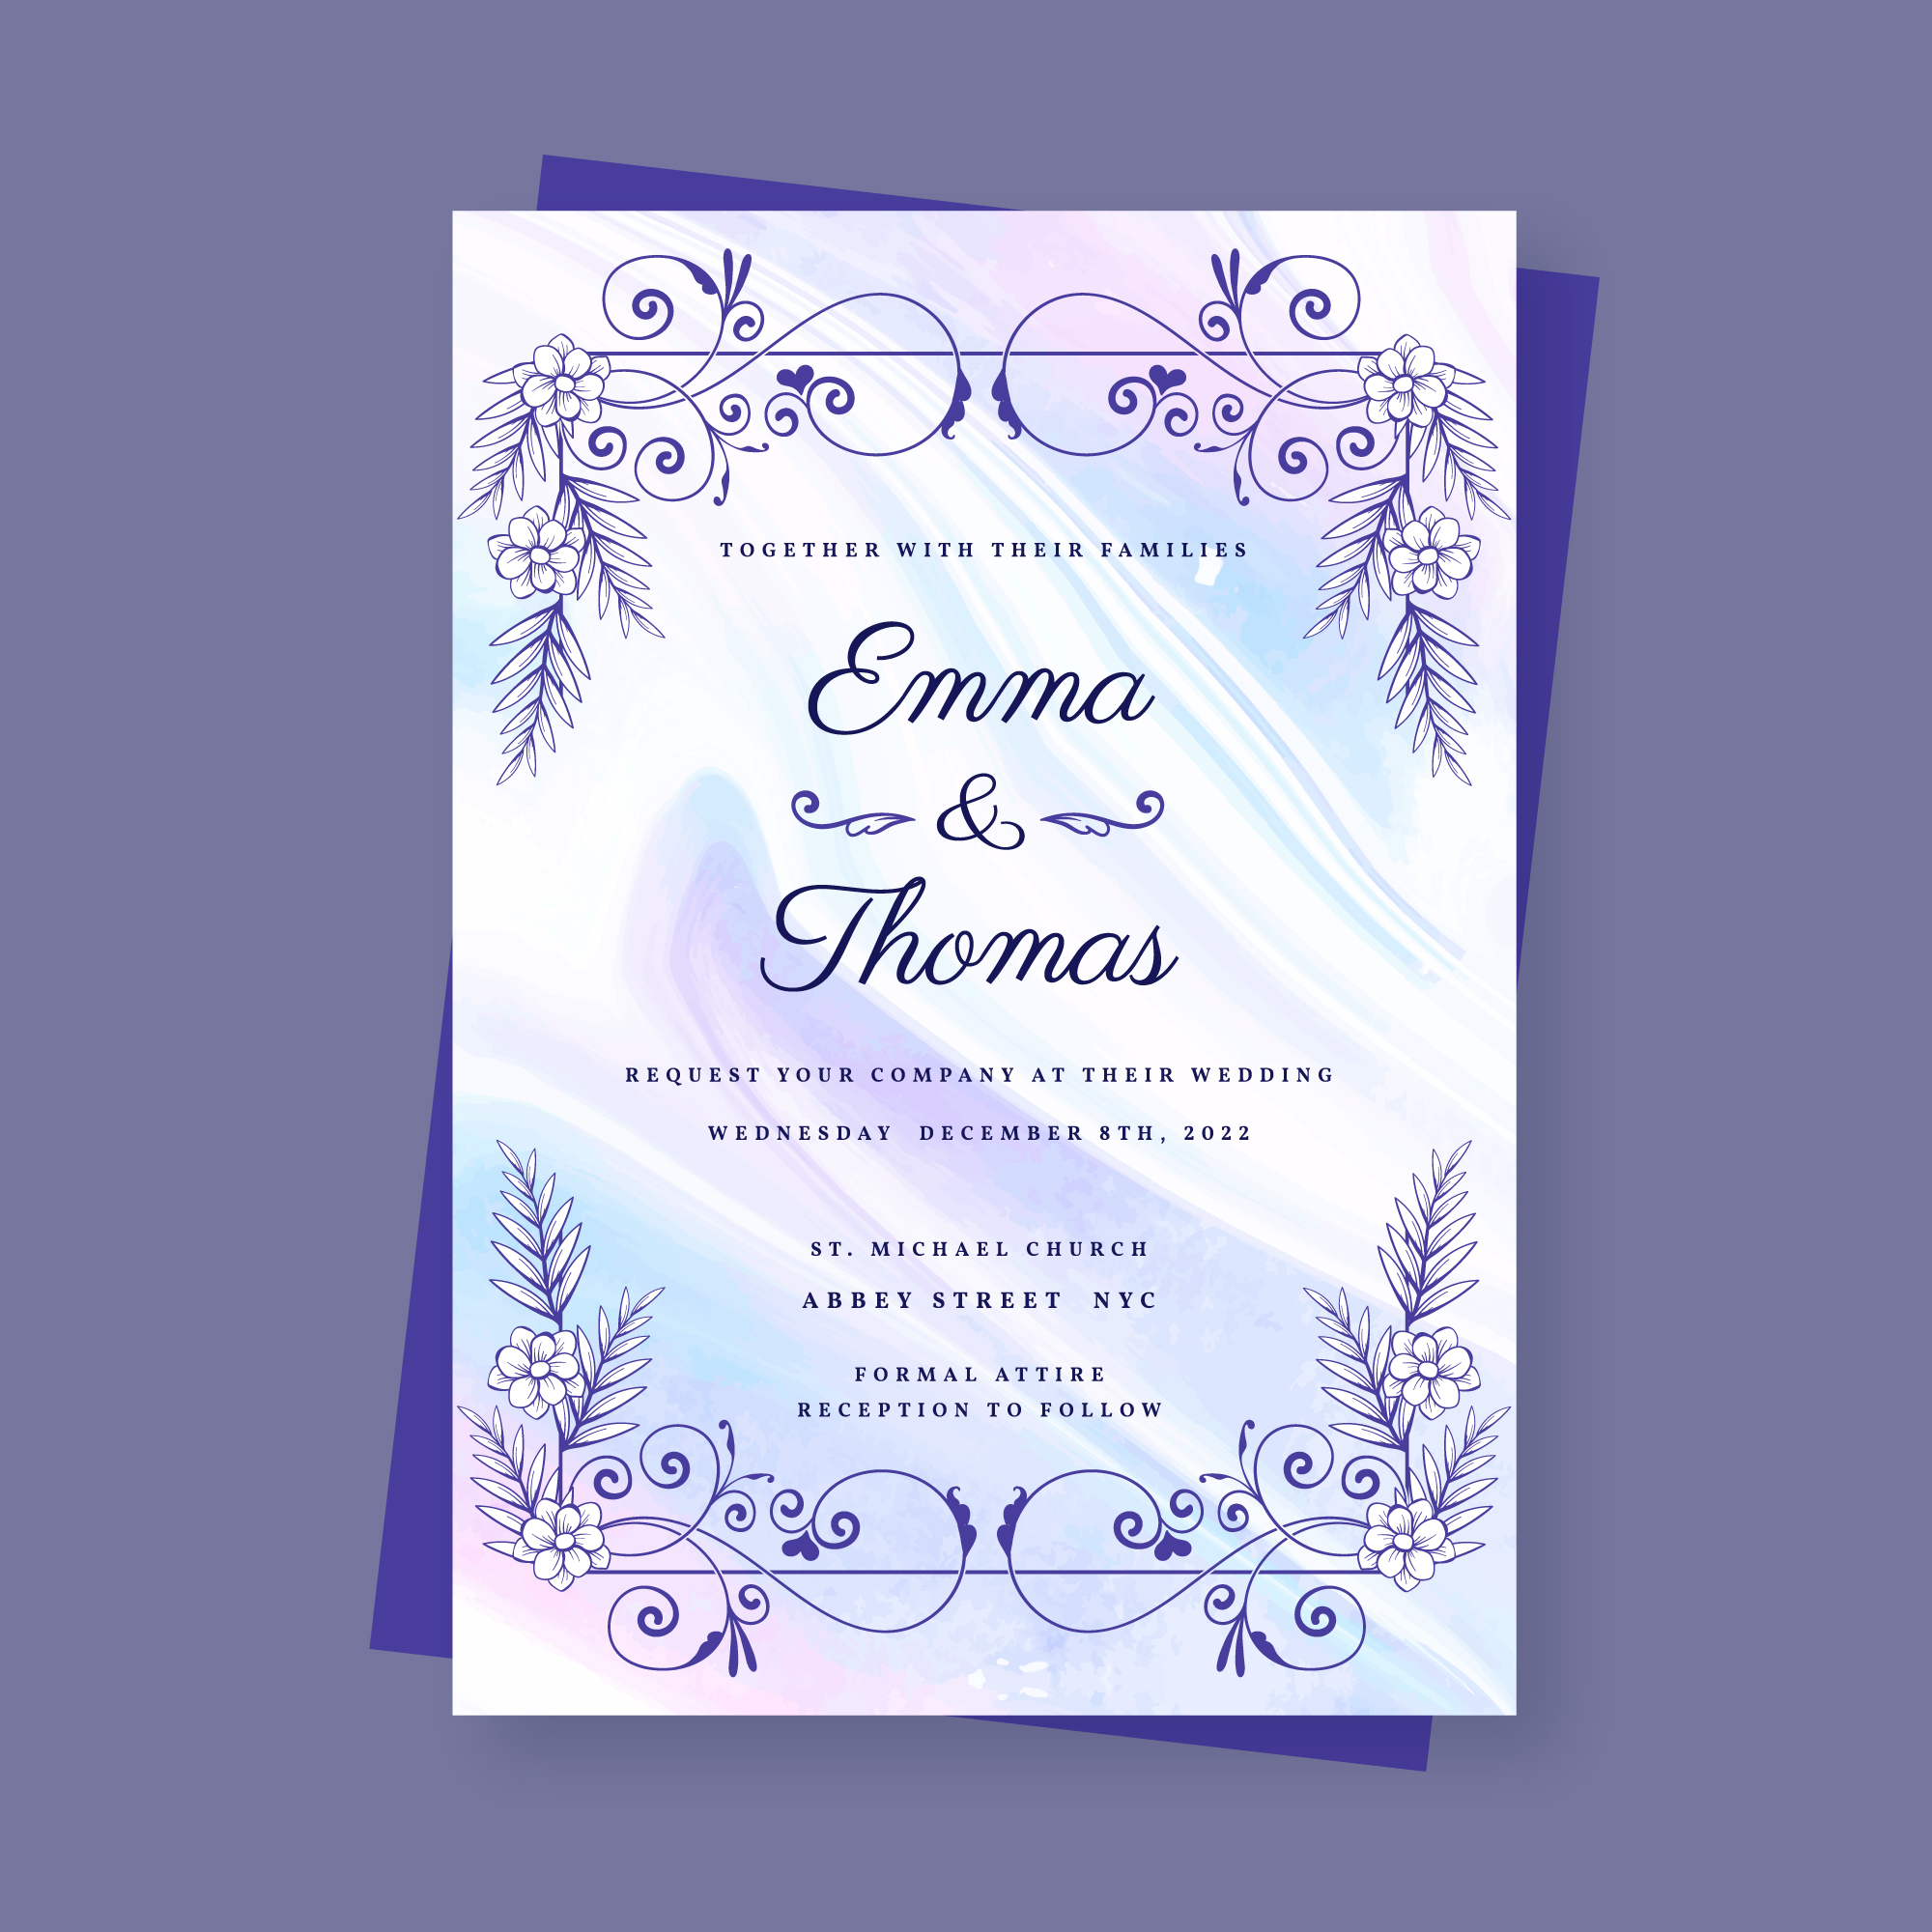 TOGETHER WITH THEIR FAMILIES
Emma
&
Thomas
REQUEST YOUR COMPANY AT THEIR WEDDING
WEDNESDAY DECEMBER 8TH, 2022
ST. MICHAEL CHURCH
ABBEY STREET NYC
FORMAL ATTIRE
RECEPTION TO FOLLOW